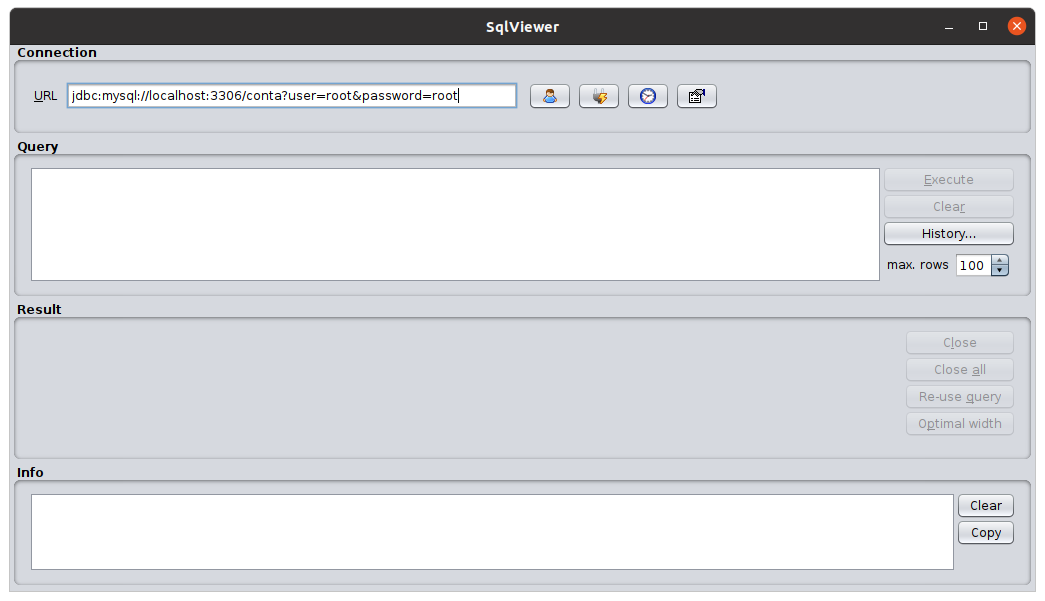 SqlViewer
Connection
URL jdbc:mysql://localhost:3306/conta?user=root&password=root
Query
Execute
Clear
History...
max. rows 100
Result
Close
Close all
Re-use query
Optimal width
Info
Clear
Copy